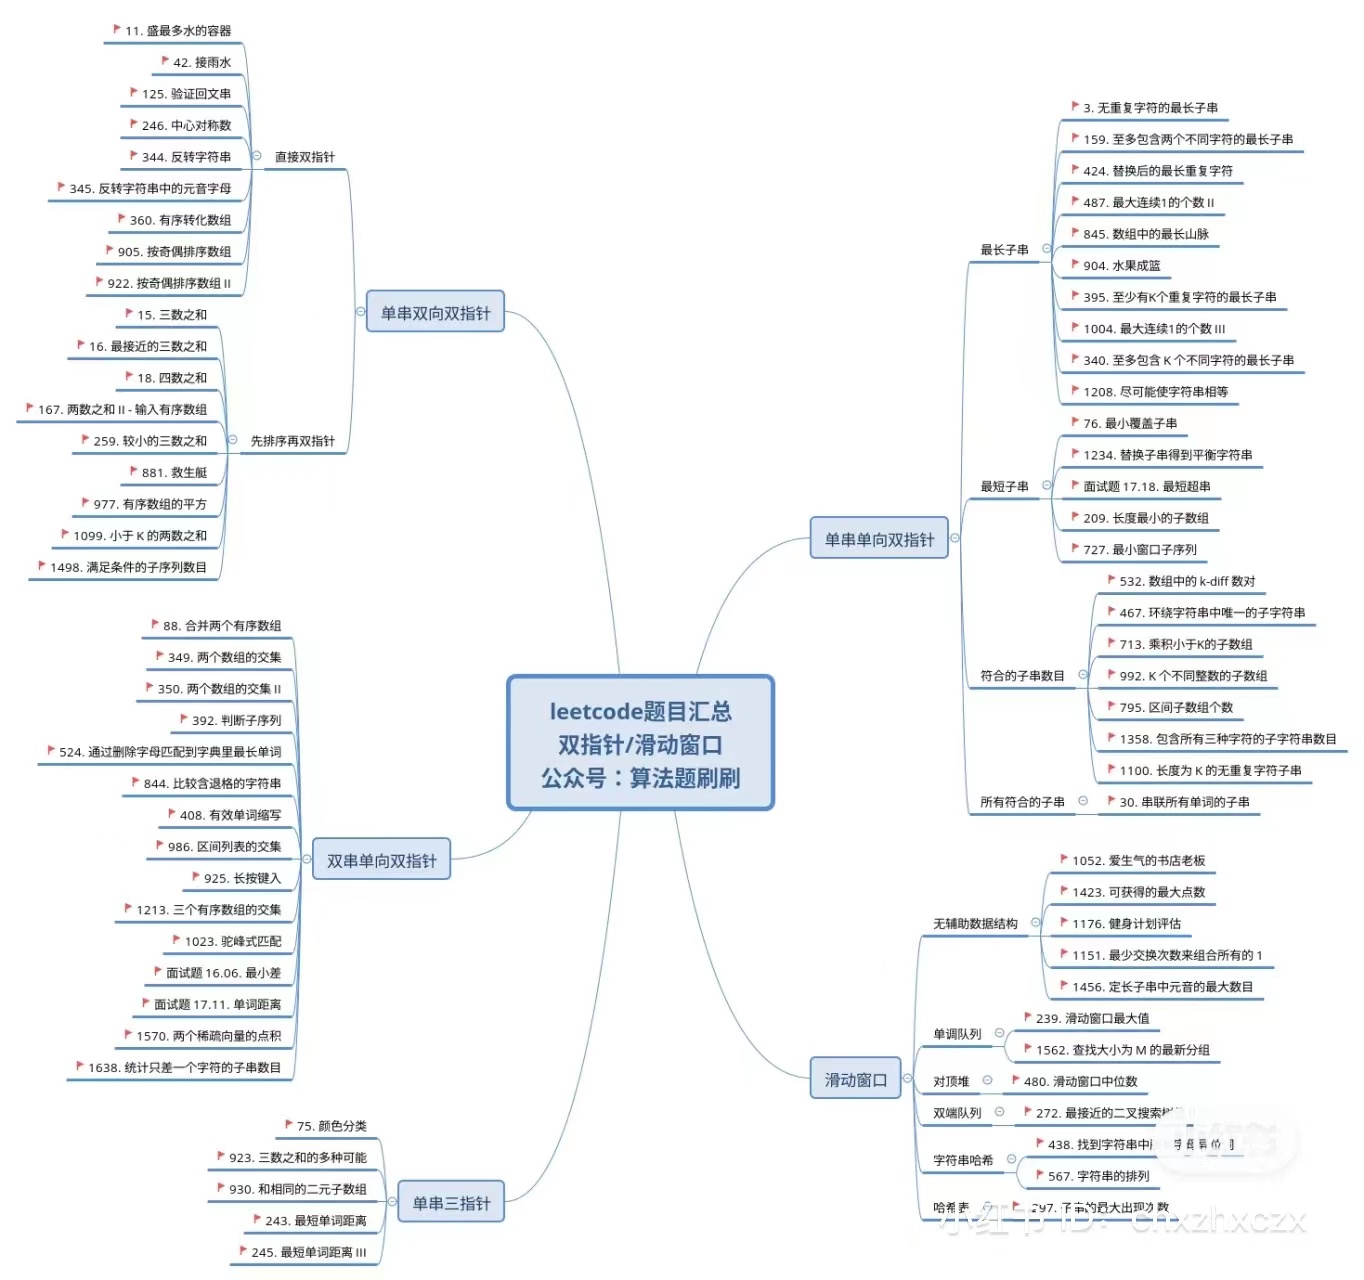 leetcode题目汇总
双指针/滑动窗口
公众号：算法题刷刷
单串双向双指针
直接双指针
11. 盛最多水的容器
42. 接雨水
125. 验证回文串
246. 中心对称数
344. 反转字符串
345. 反转字符串中的元音字母
360. 有序转化数组
905. 按奇偶排序数组
922. 按奇偶排序数组 II
先排序再双指针
15. 三数之和
16. 最接近的三数之和
18. 四数之和
167. 两数之和 II - 输入有序数组
259. 较小的三数之和
881. 救生艇
977. 有序数组的平方
1099. 小于 K 的两数之和
1498. 满足条件的子序列数目
双串单向双指针
88. 合并两个有序数组
349. 两个数组的交集
350. 两个数组的交集 II
392. 判断子序列
524. 通过删除字母匹配到字典里最长单词
844. 比较含退格的字符串
408. 有效单词缩写
986. 区间列表的交集
925. 长按键入
1213. 三个有序数组的交集
1023. 驼峰式匹配
面试题 16.06. 最小差
面试题 17.11. 单词距离
1570. 两个稀疏向量的点积
1638. 统计只差一个字符的子串数目
单串三指针
75. 颜色分类
923. 三数之和的多种可能
930. 和相同的二元子数组
243. 最短单词距离
245. 最短单词距离 III
单串单向双指针
最长子串
3. 无重复字符的最长子串
159. 至多包含两个不同字符的最长子串
424. 替换后的最长重复字符
487. 最大连续1的个数 II
845. 数组中的最长山脉
904. 水果成篮
395. 至少有K个重复字符的最长子串
1004. 最大连续1的个数 III
340. 至多包含 K 个不同字符的最长子串
1208. 尽可能使字符串相等
最短子串
76. 最小覆盖子串
1234. 替换子串得到平衡字符串
面试题 17.18. 最短超串
209. 长度最小的子数组
727. 最小窗口子序列
符合的子串数目
532. 数组中的 k-diff 数对
467. 环绕字符串中唯一的子字符串
713. 乘积小于K的子数组
992. K 个不同整数的子数组
795. 区间子数组个数
1358. 包含所有三种字符的子字符串数目
1100. 长度为 K 的无重复字符子串
所有符合的子串
30. 串联所有单词的子串
滑动窗口
无辅助数据结构
1052. 爱生气的书店老板
1423. 可获得的最大点数
1176. 健身计划评估
1151. 最少交换次数来组合所有的 1
1456. 定长子串中元音的最大数目
单调队列
239. 滑动窗口最大值
1562. 查找大小为 M 的最新分组
对顶堆
480. 滑动窗口中位数
双端队列
272. 最接近的二叉搜索
字符串哈希
438. 找到字符串中
567. 字符串的排列
哈希表
297. 子串的最大出现次数
小红书 ID：cnxzhxczx